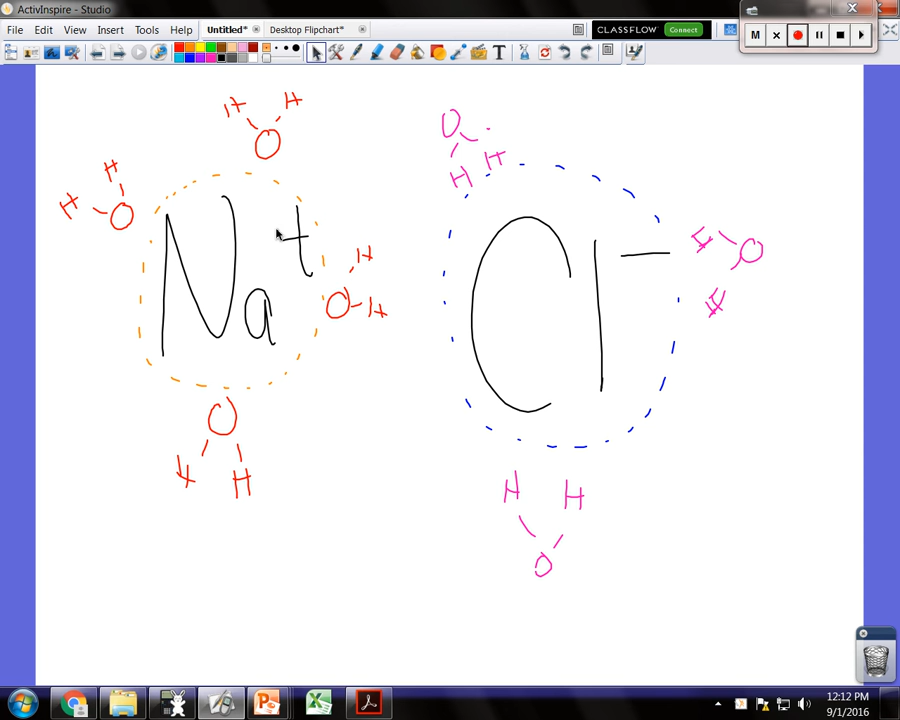 ActivInspire - Studio
File Edit View Insert Tools Help Untitled* Desktop Flipchart* CLASSFLOW Connect
M
H H
O
H
H O
Na+
H
O H
O
H H
O
H H
Cl-
H O
H
H H
O
12:12 PM
9/1/2016